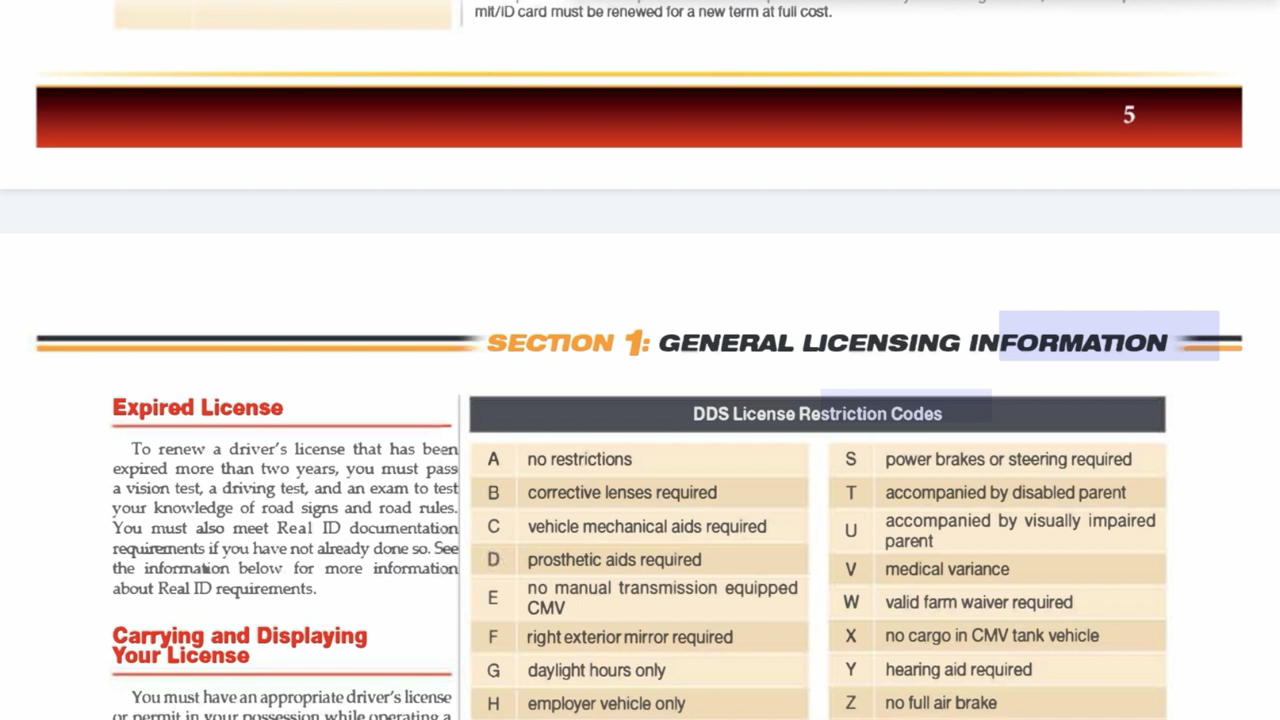 mit/ID card must be renewed for a new term at full cost.
5
SECTION 1: GENERAL LICENSING INFORMATION
Expired License
To renew a driver's license that has been
expired more than two years, you must pass
a vision test, a driving test, and an exam to test
your knowledge of road signs and road rules.
You must also meet Real ID documentation
requirements if you have not already done so. See
the information below for more information
about Real ID requirements.
Carrying and Displaying
Your License
You must have an appropriate driver's license
or permit in your possession while operating a
DDS License Restriction Codes
A no restrictions
B corrective lenses required
C vehicle mechanical aids required
D prosthetic aids required
E no manual transmission equipped
CMV
F right exterior mirror required
G daylight hours only
H employer vehicle only
S power brakes or steering required
T accompanied by disabled parent
U accompanied by visually impaired
parent
V medical variance
W valid farm waiver required
X no cargo in CMV tank vehicle
Y hearing aid required
Z no full air brake